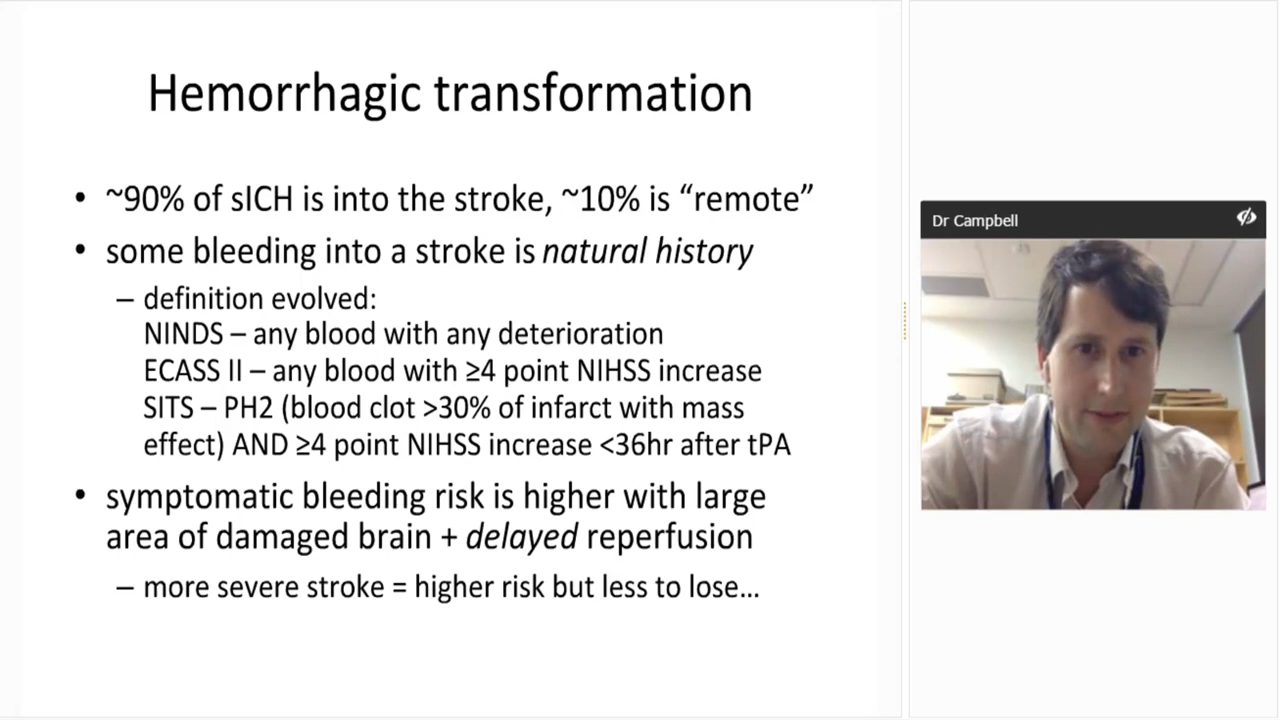 Hemorrhagic transformation
• ~90% of sICH is into the stroke, ~10% is “remote”
• some bleeding into a stroke is natural history
– definition evolved:
NINDS – any blood with any deterioration
ECASS II – any blood with ≥4 point NIHSS increase
SITS – PH2 (blood clot >30% of infarct with mass
effect) AND ≥4 point NIHSS increase <36hr after tPA
• symptomatic bleeding risk is higher with large
area of damaged brain + delayed reperfusion
– more severe stroke = higher risk but less to lose…
Dr Campbell